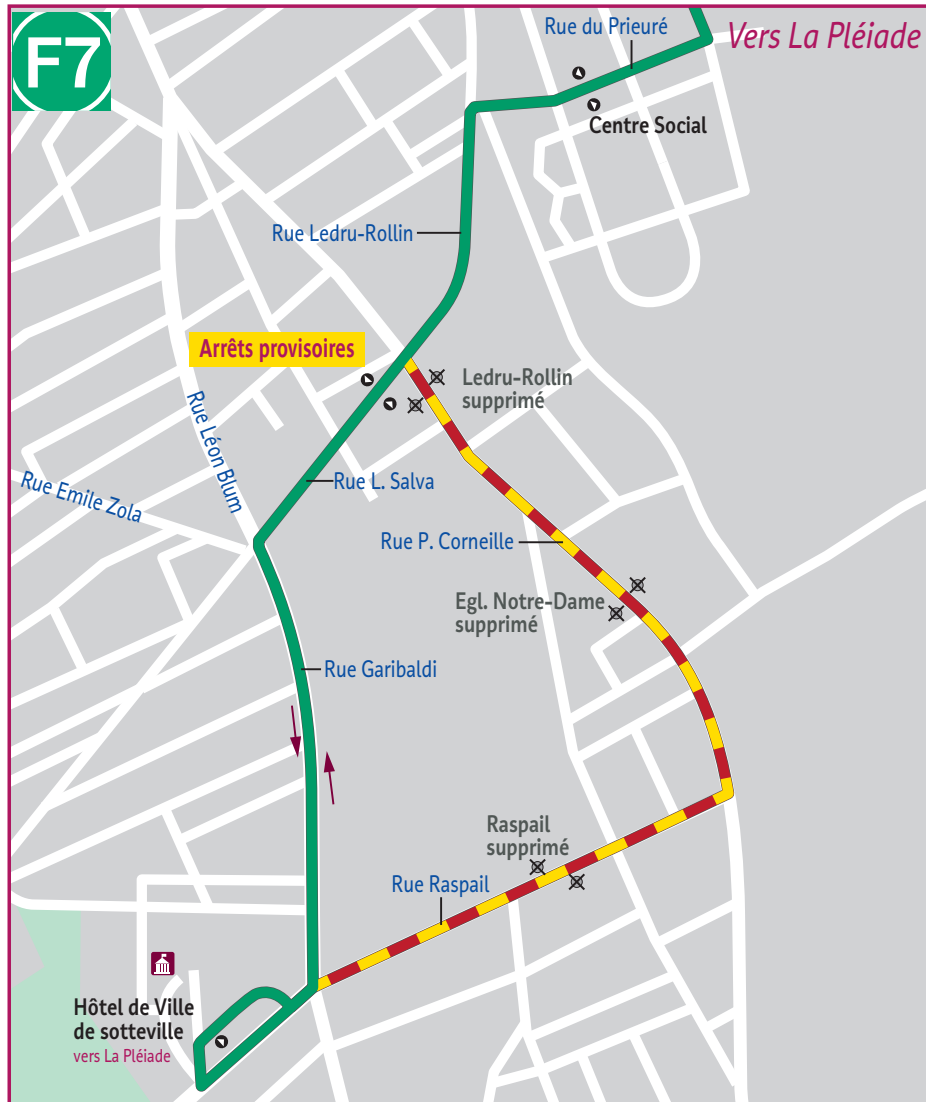 F7
Rue du Prieuré
Vers La Pléiade
Centre Social
Rue Ledru-Rollin
Arrêts provisoires
Ledru-Rollin
supprimé
Rue Léon Blum
Rue Emile Zola
Rue L. Salva
Rue P. Corneille
Egl. Notre-Dame
supprimé
Rue Garibaldi
Raspail
supprimé
Rue Raspail
Hôtel de Ville
de sotteville
vers La Pléiade